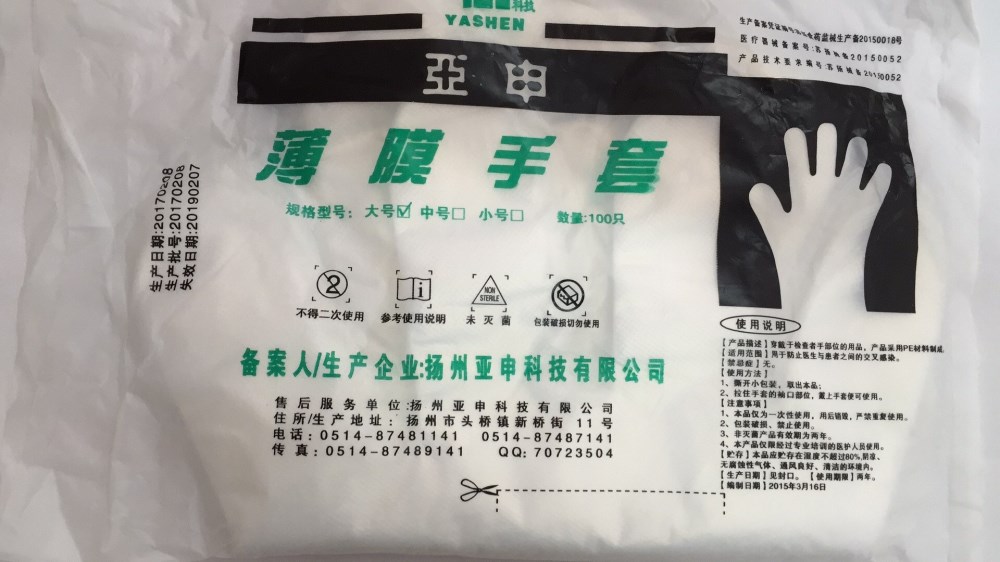 科技
YASHEN
生产备案凭证编号:苏扬食药监械生产备20150018号
医疗器械备案号:苏扬械备20150052
产品技术要求编号:苏扬械备20150052
亞申
薄膜手套
规格型号: 大号☑ 中号☐ 小号☐ 数量:100只
生产日期:20170208
生产批号:20170208
失效日期:20190207
2
不得二次使用
i
参考使用说明
NON
STERILE
未灭菌
包装破损切勿使用
备案人/生产企业:扬州亚申科技有限公司
售后服务单位:扬州亚申科技有限公司
住所/生产地址: 扬州市头桥镇新桥街 11 号
电话:0514-87481141 0514-87487141
传真:0514-87489141 QQ:70723504
使用说明
【产品描述】穿戴于检查者手部位的用品,产品采用PE材料制成
【适用范围】用于防止医生与患者之间的交叉感染。
【禁忌症】无。
【使用方法】
1、撕开小包装,取出本品;
2、拉住手套的袖口部位,置上手套便可使用。
【注意事项】
1、本品仅为一次性使用,用后销毁,严禁重复使用。
2、包装破损、禁止使用。
3、非灭菌产品有效期为两年。
4、本产品仅限经过专业培训的医护人员使用。
【贮存】本品应贮存在湿度不超过80%,阴凉、
无腐蚀性气体、通风良好、清洁的环境内。
【生产日期】见封口。【使用期限】两年。
【编制日期】2015年3月16日